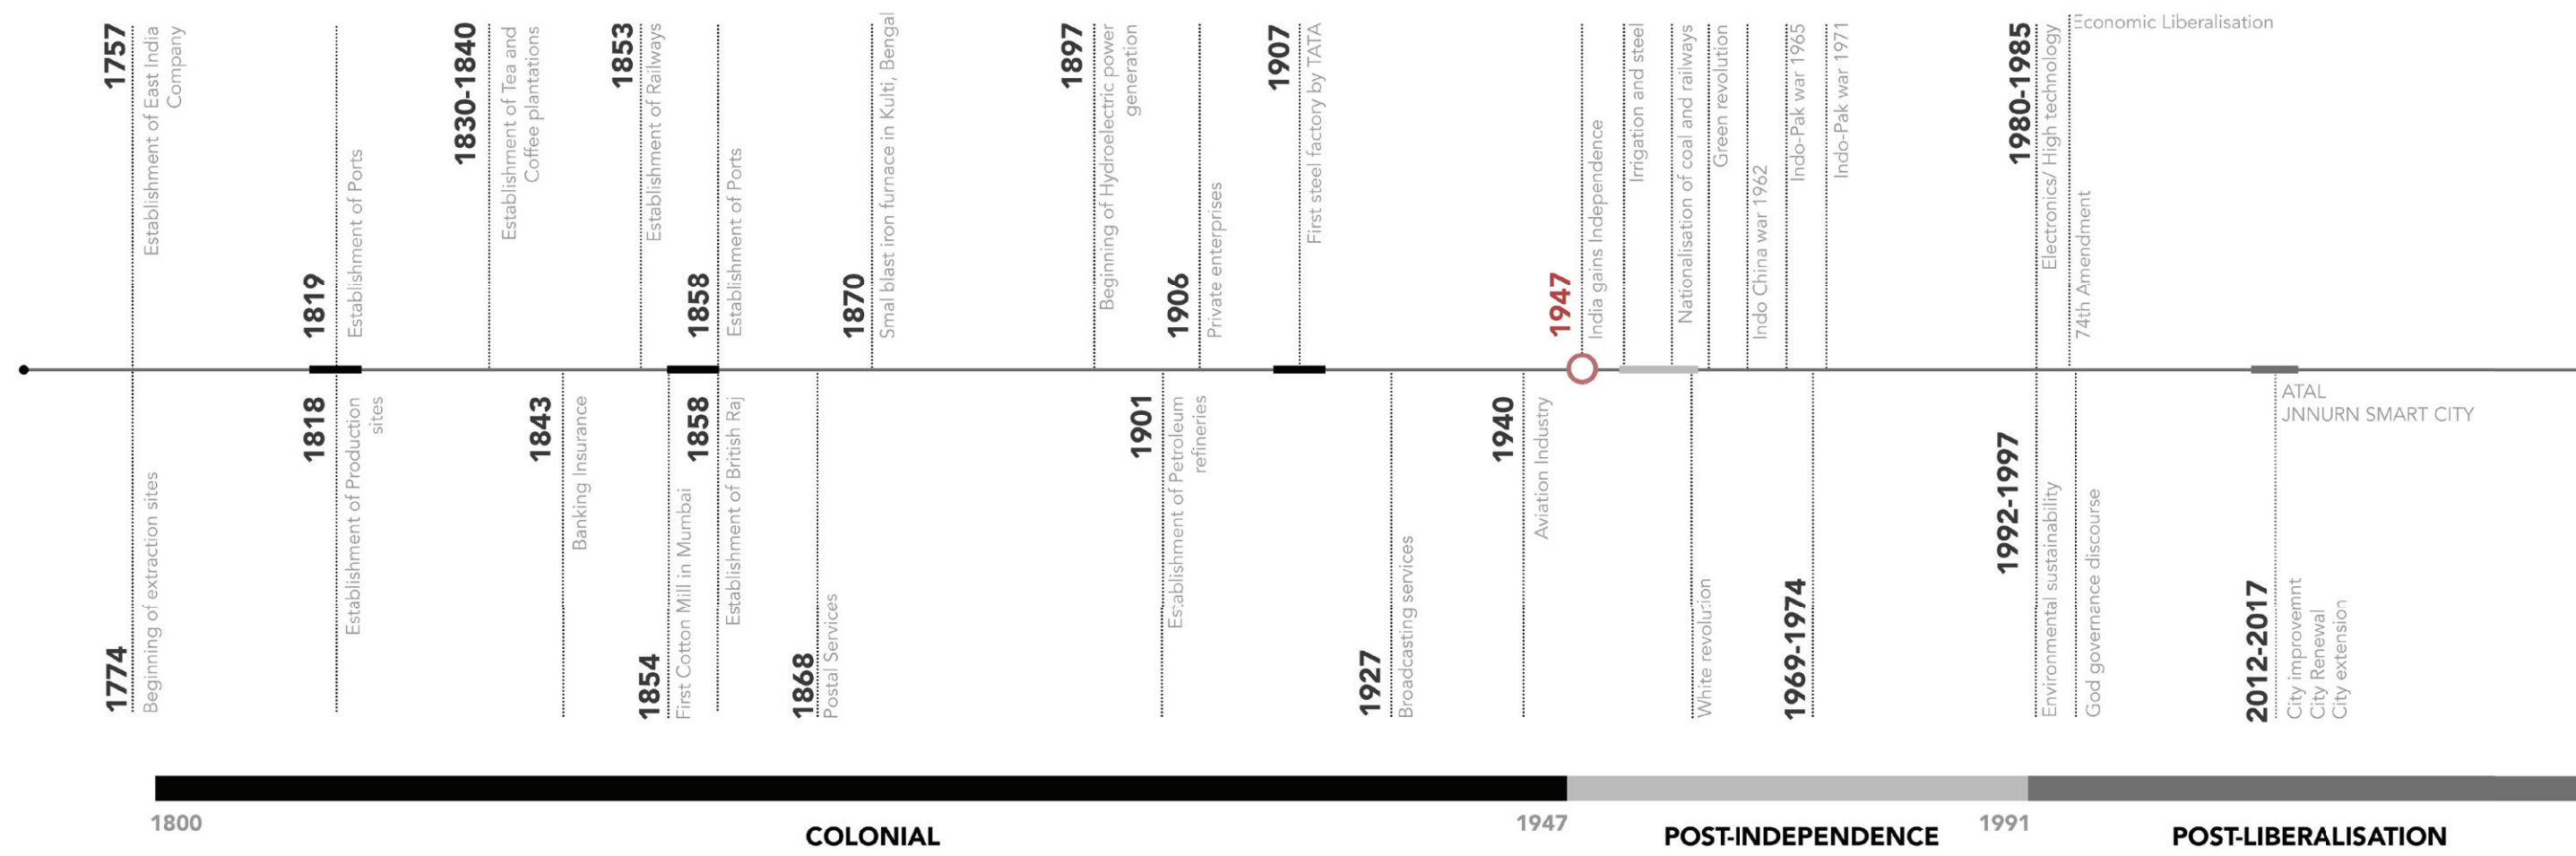 1757
Establishment of East India
Company
1819
Establishment of Ports
1830-1840
Establishment of Tea and
Coffee plantations
1853
Establishment of Railways
1858
Establishment of Ports
1870
Smal blast iron furnace in Kulti, Bengal
1897
Beginning of Hydroelectric power
generation
1906
Private enterprises
1907
First steel factory by TATA
1947
India gains Independence
Irrigation and steel
Nationalisation of coal and railways
Green revolution
Indo China war 1962
Indo-Pak war 1965
Indo-Pak war 1971
1980-1985
Electronics/ High technology
Economic Liberalisation
74th Amendment
1774
Beginning of extraction sites
1818
Establishment of Production
sites
1843
Banking Insurance
1854
First Cotton Mill in Mumbai
1858
Establishment of British Raj
1868
Postal Services
1901
Establishment of Petroleum
refineries
1927
Broadcasting services
1940
Aviation Industry
White revolution
1969-1974
1992-1997
Environmental sustainability
God governance discourse
ATAL
JNNURN SMART CITY
2012-2017
City improvemnt
City Renewal
City extension
1800
COLONIAL
1947
POST-INDEPENDENCE
1991
POST-LIBERALISATION